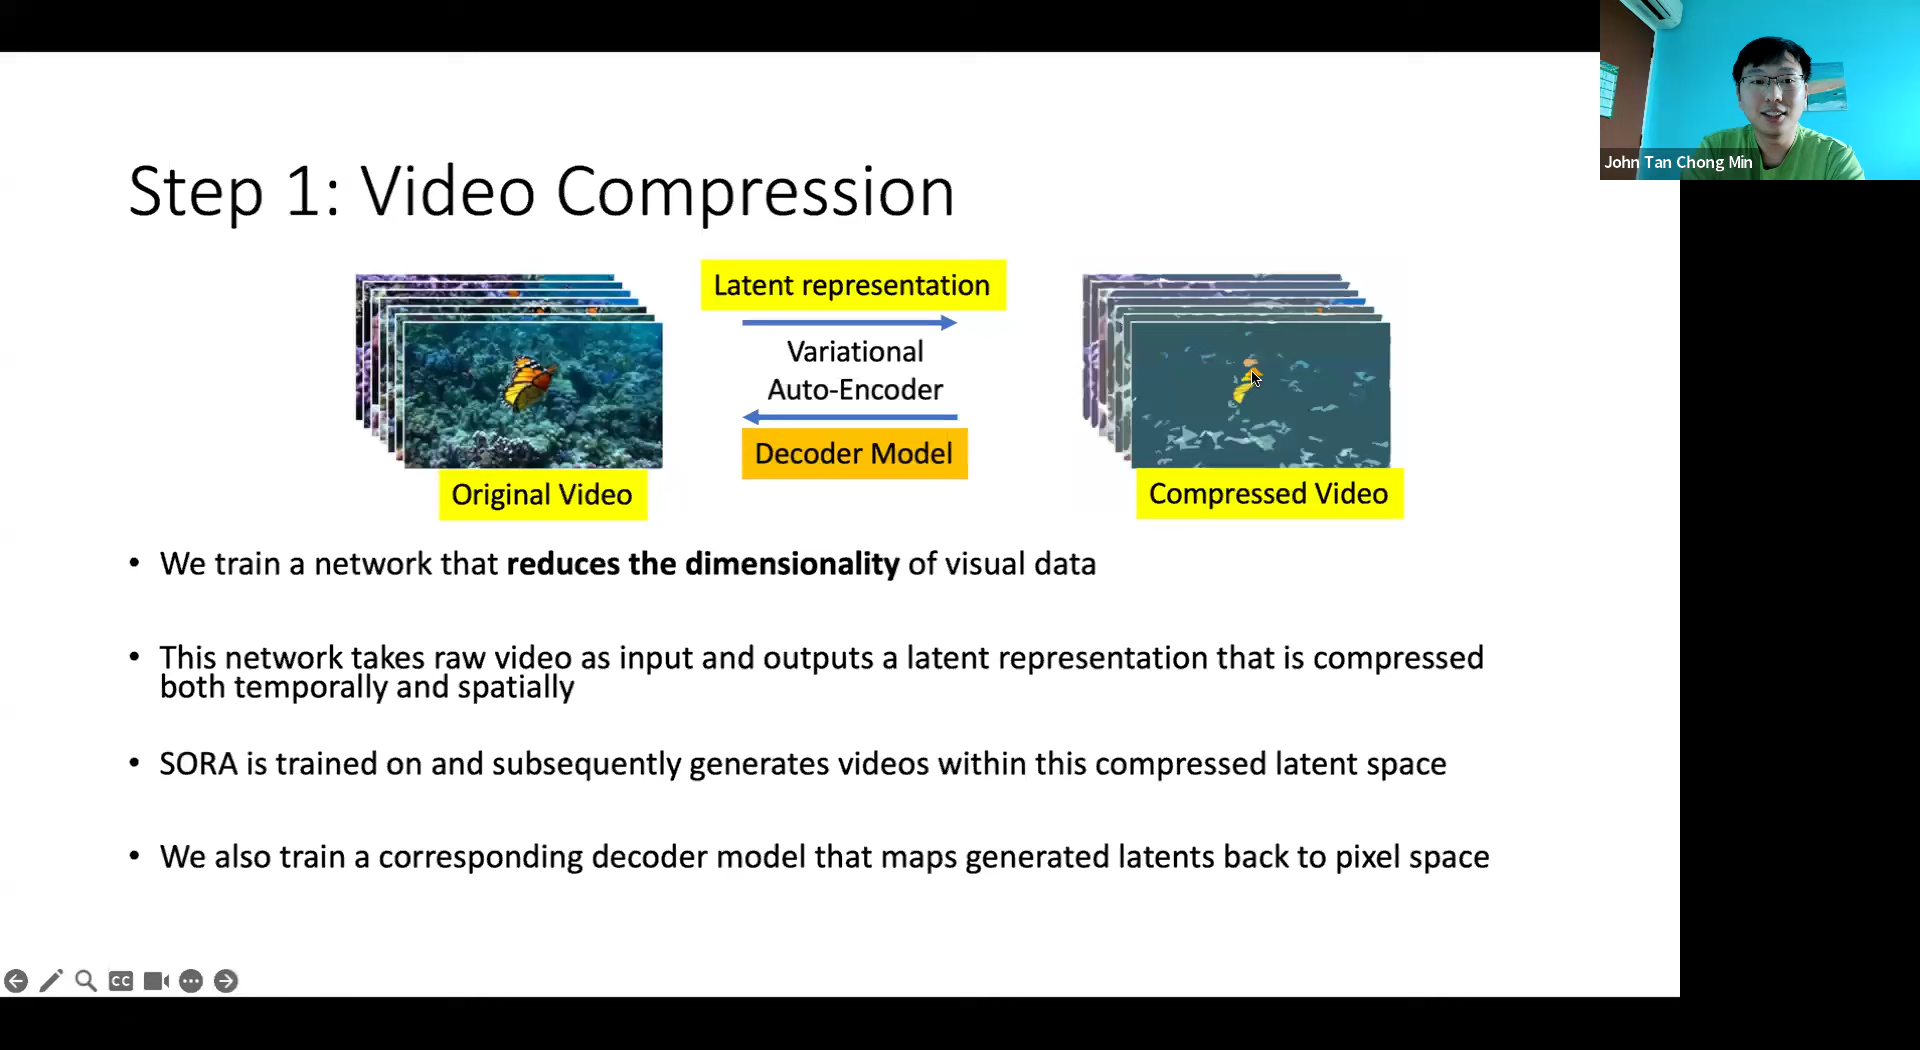 John Tan Chong Min
Step 1: Video Compression
Latent representation
Variational
Auto-Encoder
Decoder Model
Original Video
Compressed Video
• We train a network that reduces the dimensionality of visual data
• This network takes raw video as input and outputs a latent representation that is compressed
both temporally and spatially
• SORA is trained on and subsequently generates videos within this compressed latent space
• We also train a corresponding decoder model that maps generated latents back to pixel space
CC